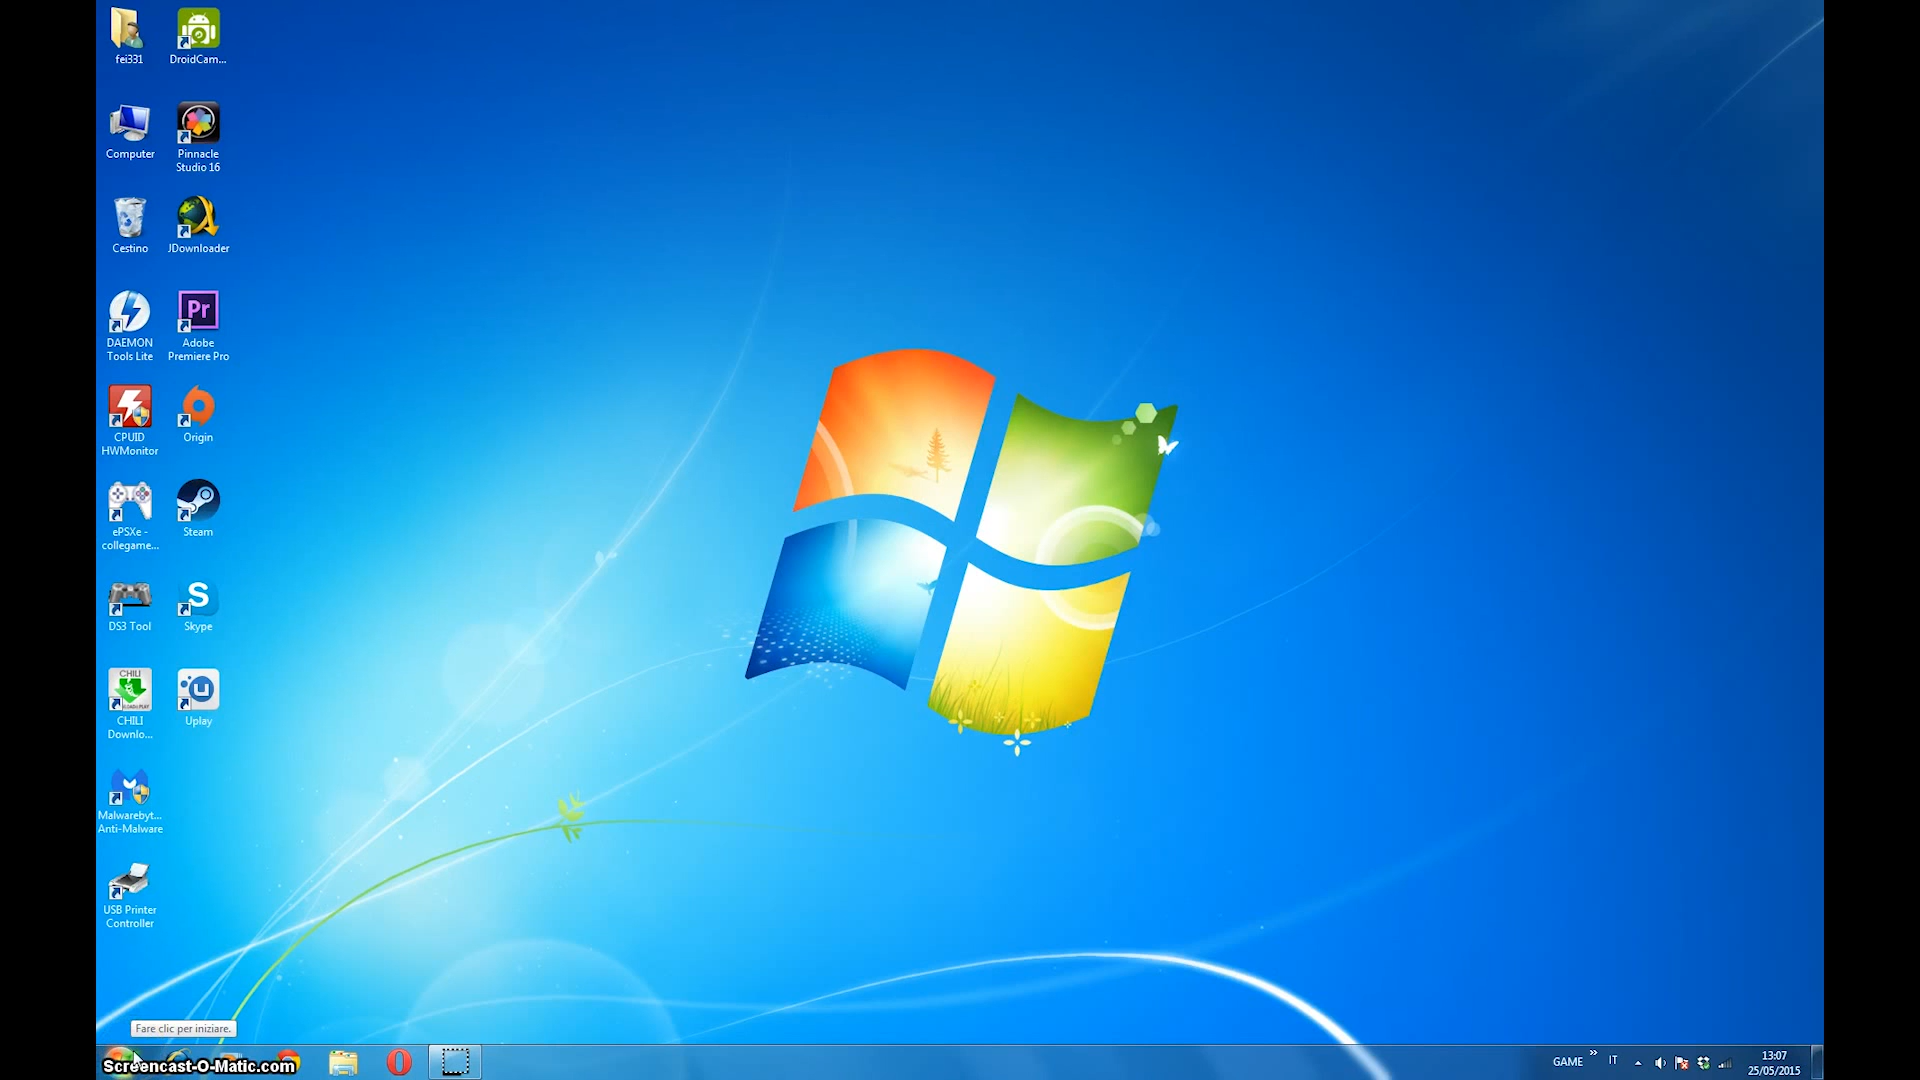 fei331
DroidCam...
Computer
Pinnacle
Studio 16
Cestino
JDownloader
DAEMON
Tools Lite
Pr
Adobe
Premiere Pro
CPUID
HWMonitor
Origin
ePSXe -
collegame...
Steam
DS3 Tool
S
Skype
CHILI
CHILI
Downlo...
u
Uplay
Malwarebyt...
Anti-Malware
USB Printer
Controller
Fare clic per iniziare.
Screencast-O-Matic.com
GAME
IT
13:07
25/05/2015